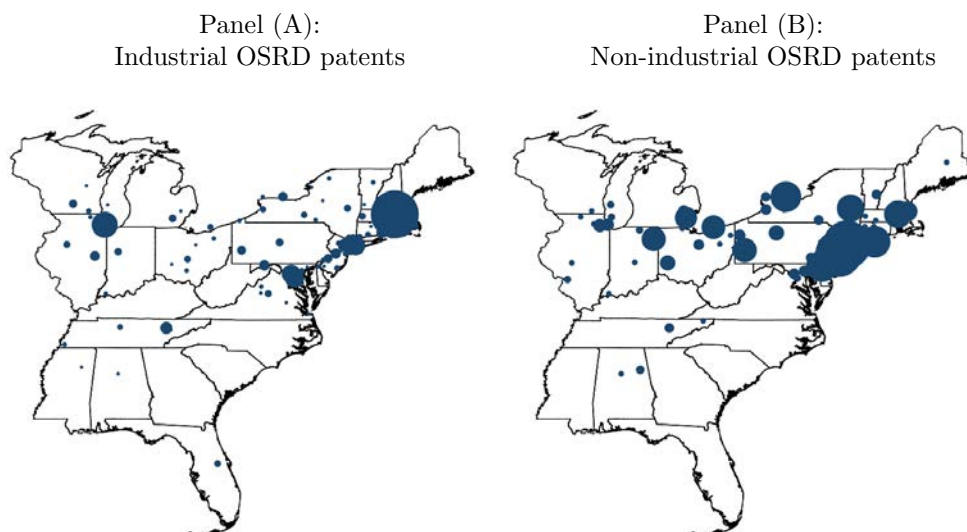 Panel (A):
Industrial OSRD patents
Panel (B):
Non-industrial OSRD patents